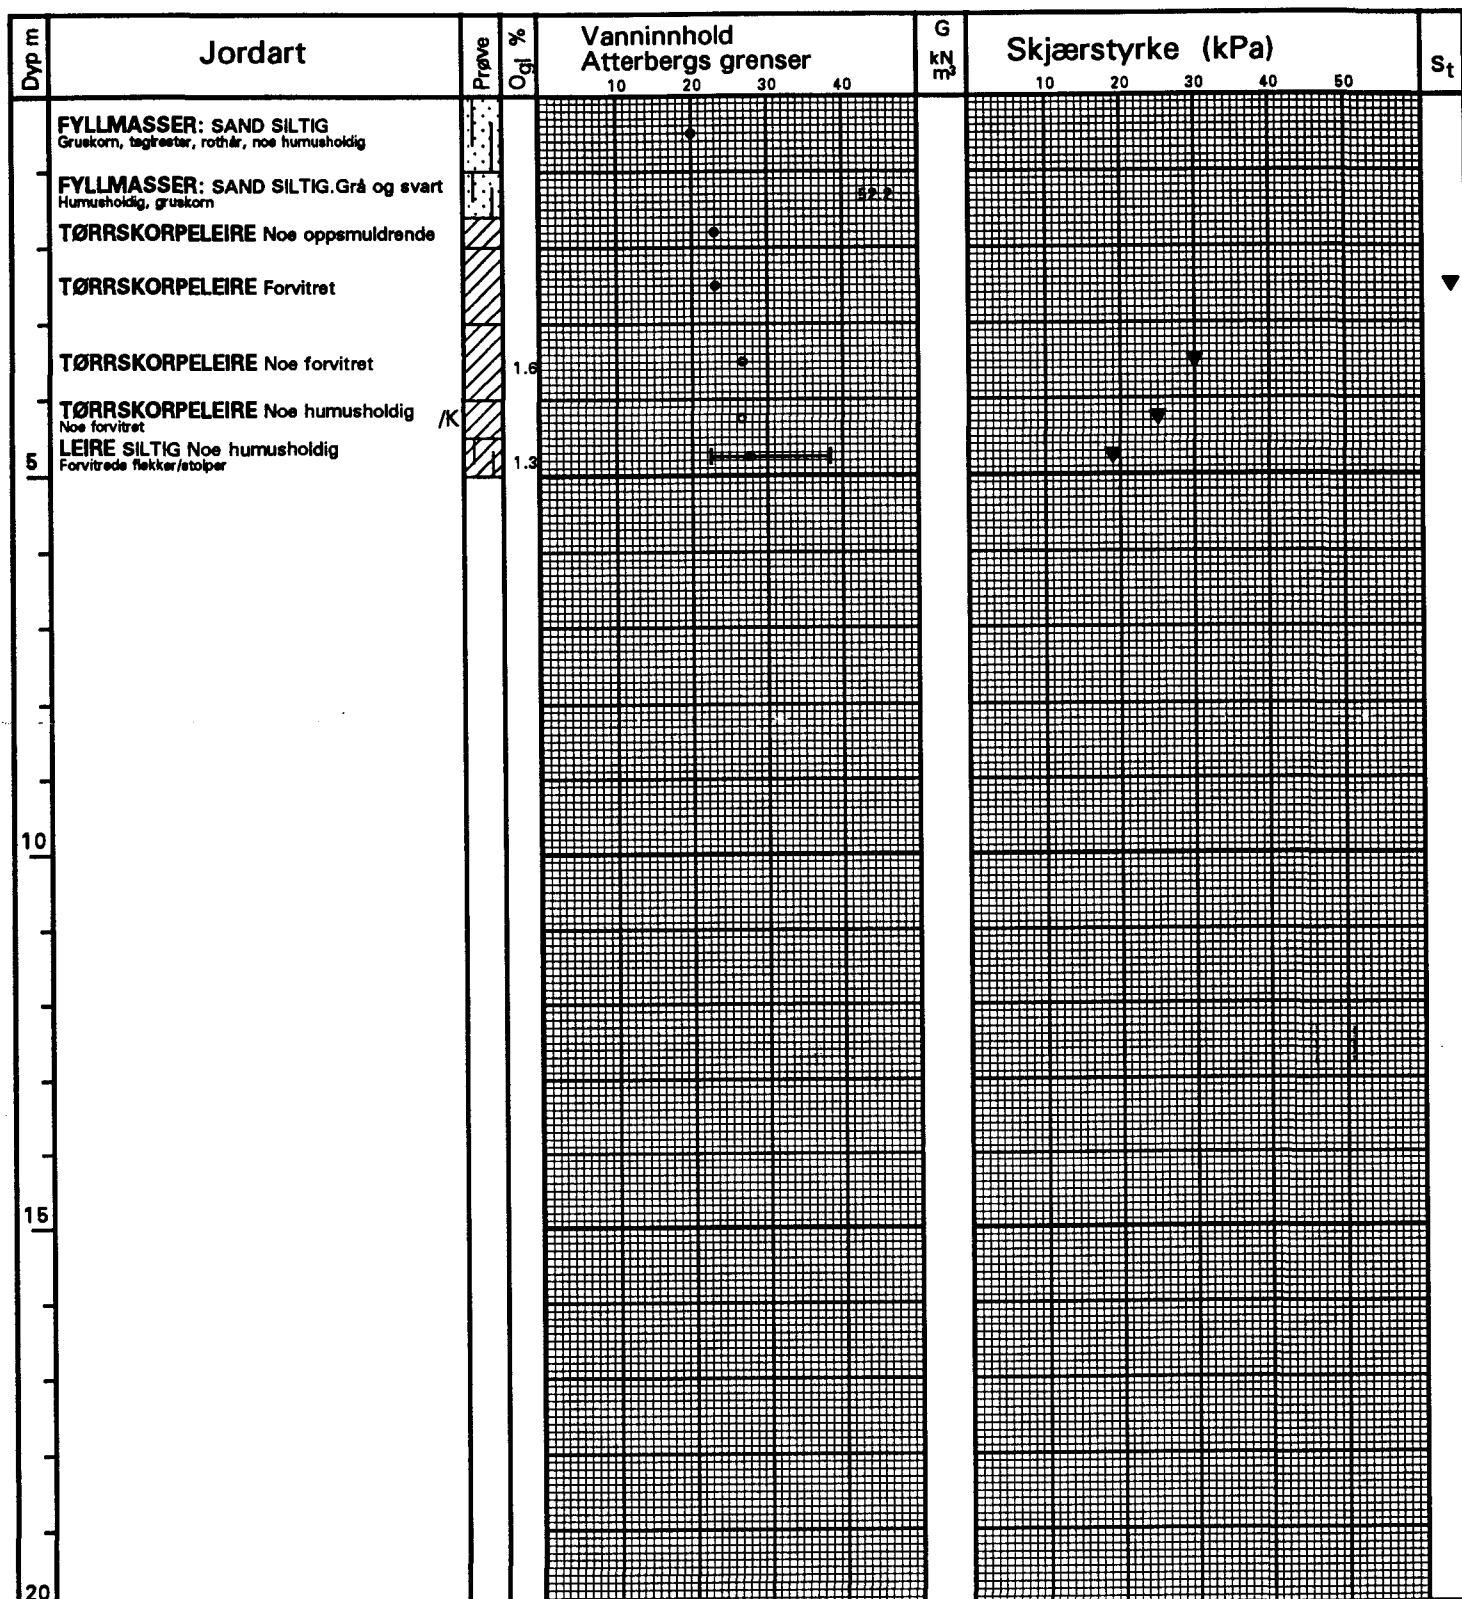 Dyp m
Jordart
Prøve
Ogl %
Vanninnhold
Atterbergs grenser
10 20 30 40
G
kN
m³
Skjærstyrke (kPa)
10 20 30 40 50
St
FYLLMASSER: SAND SILTIG
Gruskorn, teglrester, rothår, noe humusholdig
FYLLMASSER: SAND SILTIG.Grå og svart
Humusholdig, gruskorn
52.2
TØRRSKORPELEIRE Noe oppsmuldrende
TØRRSKORPELEIRE Forvitret
TØRRSKORPELEIRE Noe forvitret
1.6
TØRRSKORPELEIRE Noe humusholdig
Noe forvitret
/K
LEIRE SILTIG Noe humusholdig
Forvitrede flekker/stolper
1.3
5
10
15
20